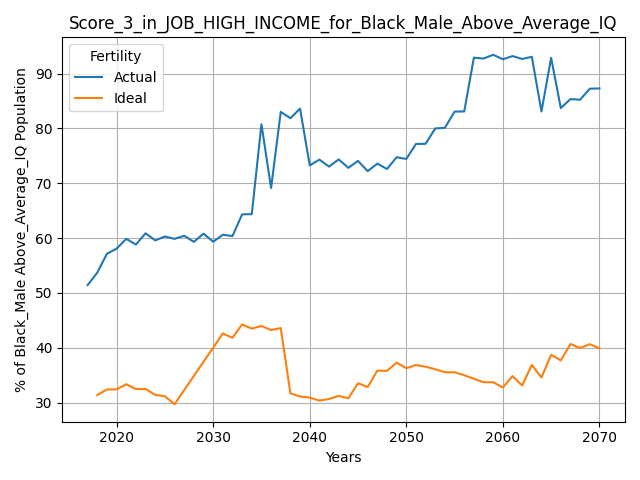 Score_3_in_JOB_HIGH_INCOME_for_Black_Male_Above_Average_IQ
Fertility
Actual
Ideal
% of Black_Male Above_Average_IQ Population
90
80
70
60
50
40
30
2020
2030
2040
2050
2060
2070
Years